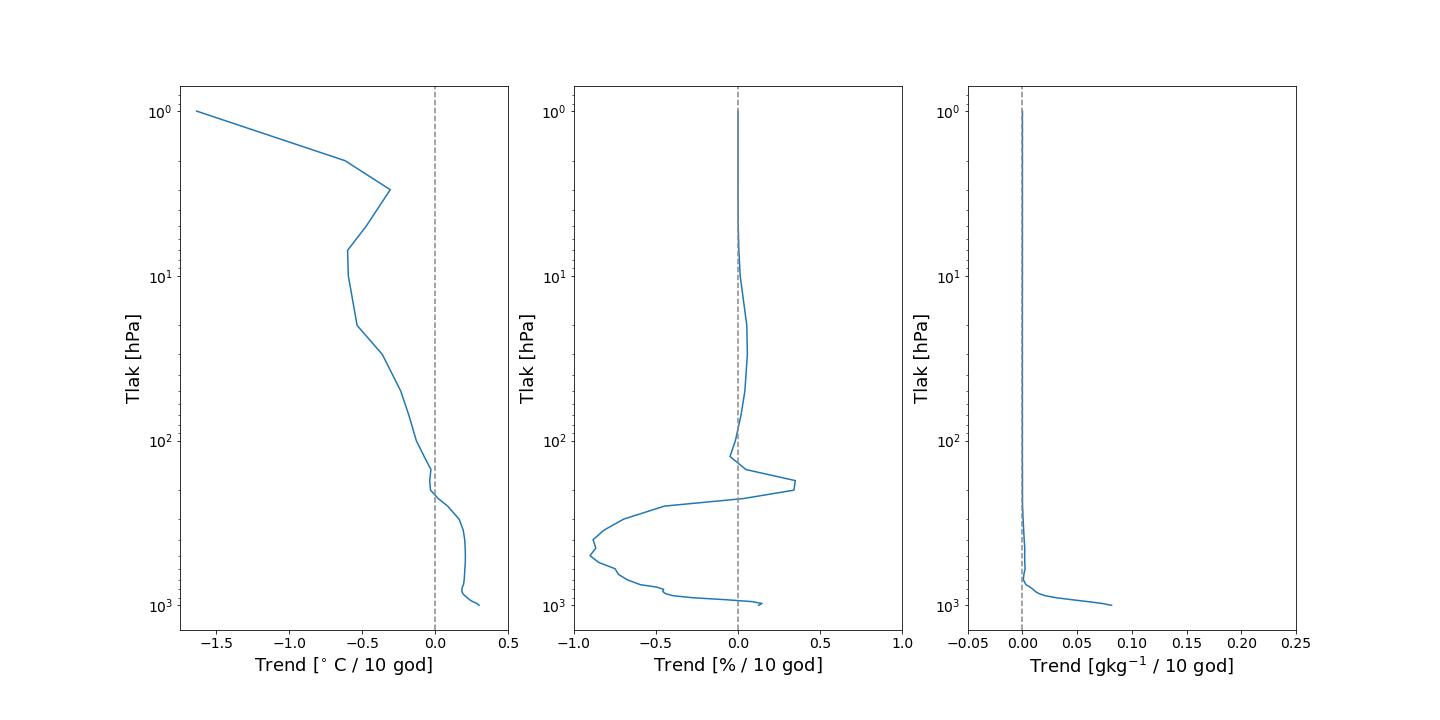 10⁰
10¹
10²
10³
Tlak [hPa]
−1.5 −1.0 −0.5 0.0 0.5
Trend [° C / 10 god]
10⁰
10¹
10²
10³
Tlak [hPa]
−1.0 −0.5 0.0 0.5 1.0
Trend [% / 10 god]
10⁰
10¹
10²
10³
Tlak [hPa]
−0.05 0.00 0.05 0.10 0.15 0.20 0.25
Trend [gkg⁻¹ / 10 god]